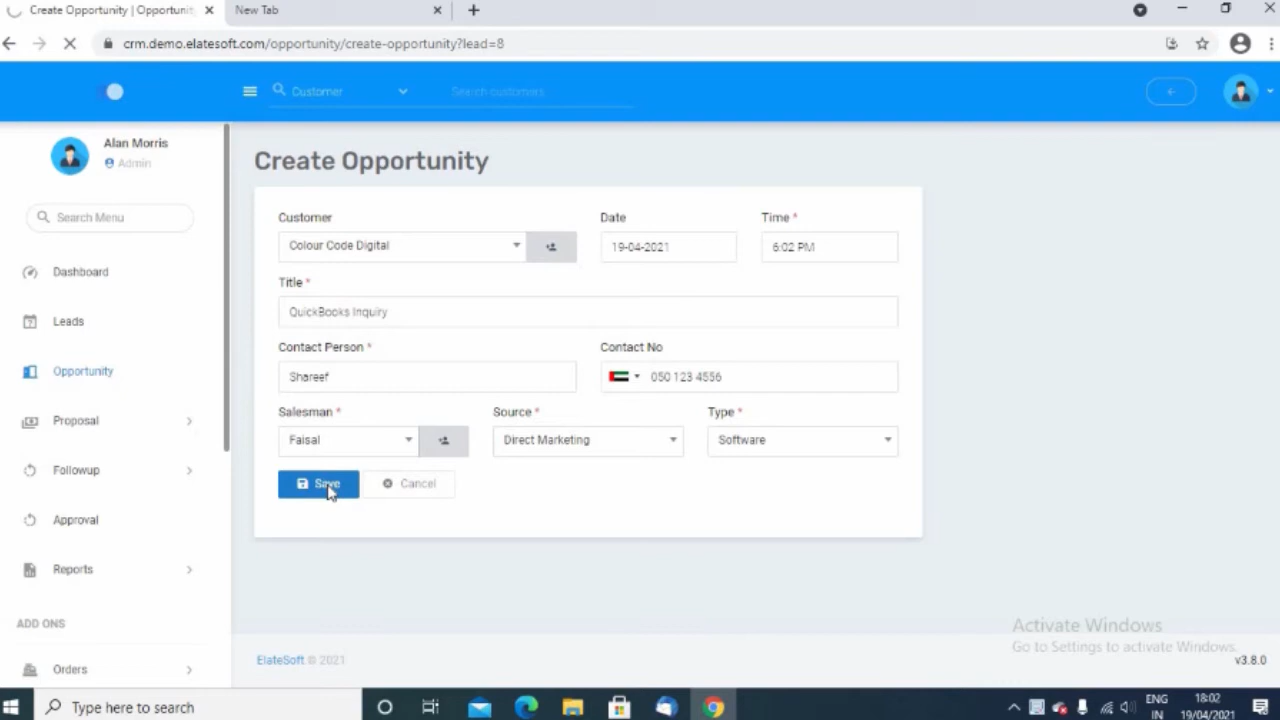 Create Opportunity | Opportunit
New Tab
crm.demo.elatesoft.com/opportunity/create-opportunity?lead=8
Customer
Search customers
Alan Morris
Admin
Search Menu
Dashboard
Leads
Opportunity
Proposal
Followup
Approval
Reports
ADD ONS
Orders
Create Opportunity
Customer
Date
Time *
Colour Code Digital
19-04-2021
6:02 PM
Title *
QuickBooks Inquiry
Contact Person *
Contact No
Shareef
050 123 4556
Salesman *
Source *
Type *
Faisal
Direct Marketing
Software
Save
Cancel
Activate Windows
Go to Settings to activate Windows.
ElateSoft © 2021
v3.8.0
Type here to search
ENG
IN
18:02
19/04/2021